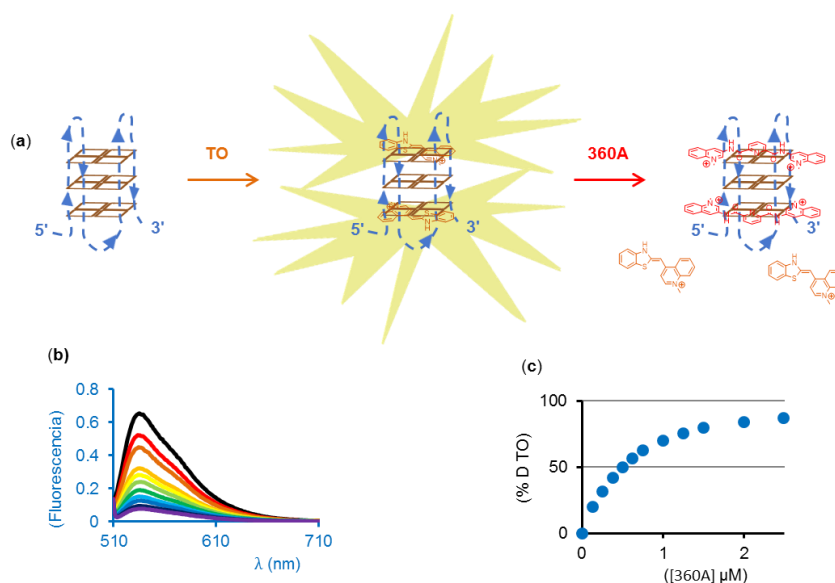 (a)
TO
360A
5'
3'
5'
3'
5'
3'
H
N
S
N
⊕
H
N
S
N
⊕
(b)
(Fluorescencia)
0.8
0.6
0.4
0.2
0
510
610
710
λ (nm)
(c)
(% D TO)
100
50
0
0
1
2
([360A] µM)